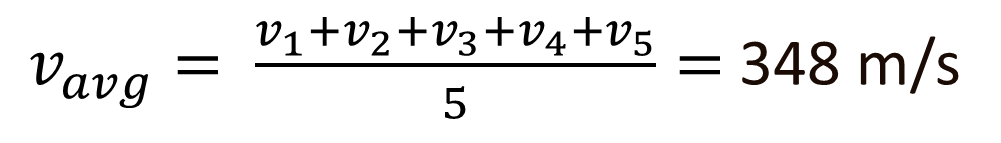 v_avg = (v_1+v_2+v_3+v_4+v_5)/5 = 348 m/s